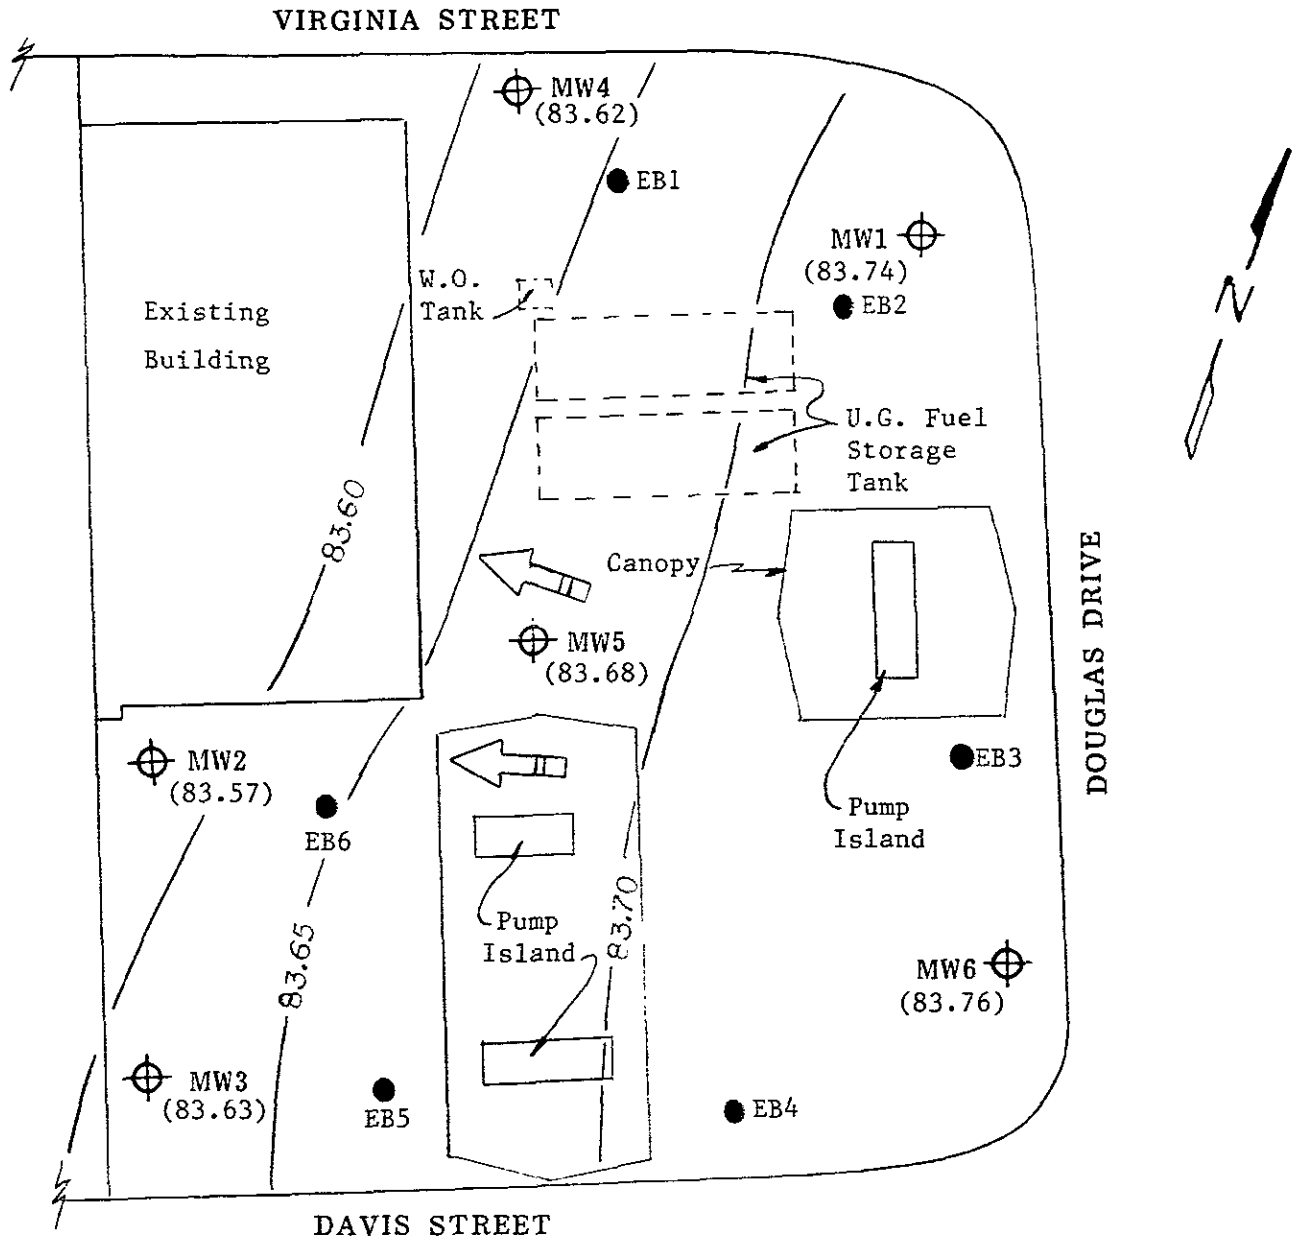 VIRGINIA STREET
MW4
(83.62)
EB1
MW1
(83.74)
EB2
W.O.
Tank
Existing
Building
U.G. Fuel
Storage
Tank
83.60
Canopy
MW5
(83.68)
DOUGLAS DRIVE
MW2
(83.57)
EB3
EB6
Pump
Island
Pump
Island
83.65
83.70
MW6
(83.76)
MW3
(83.63)
EB5
EB4
DAVIS STREET
N